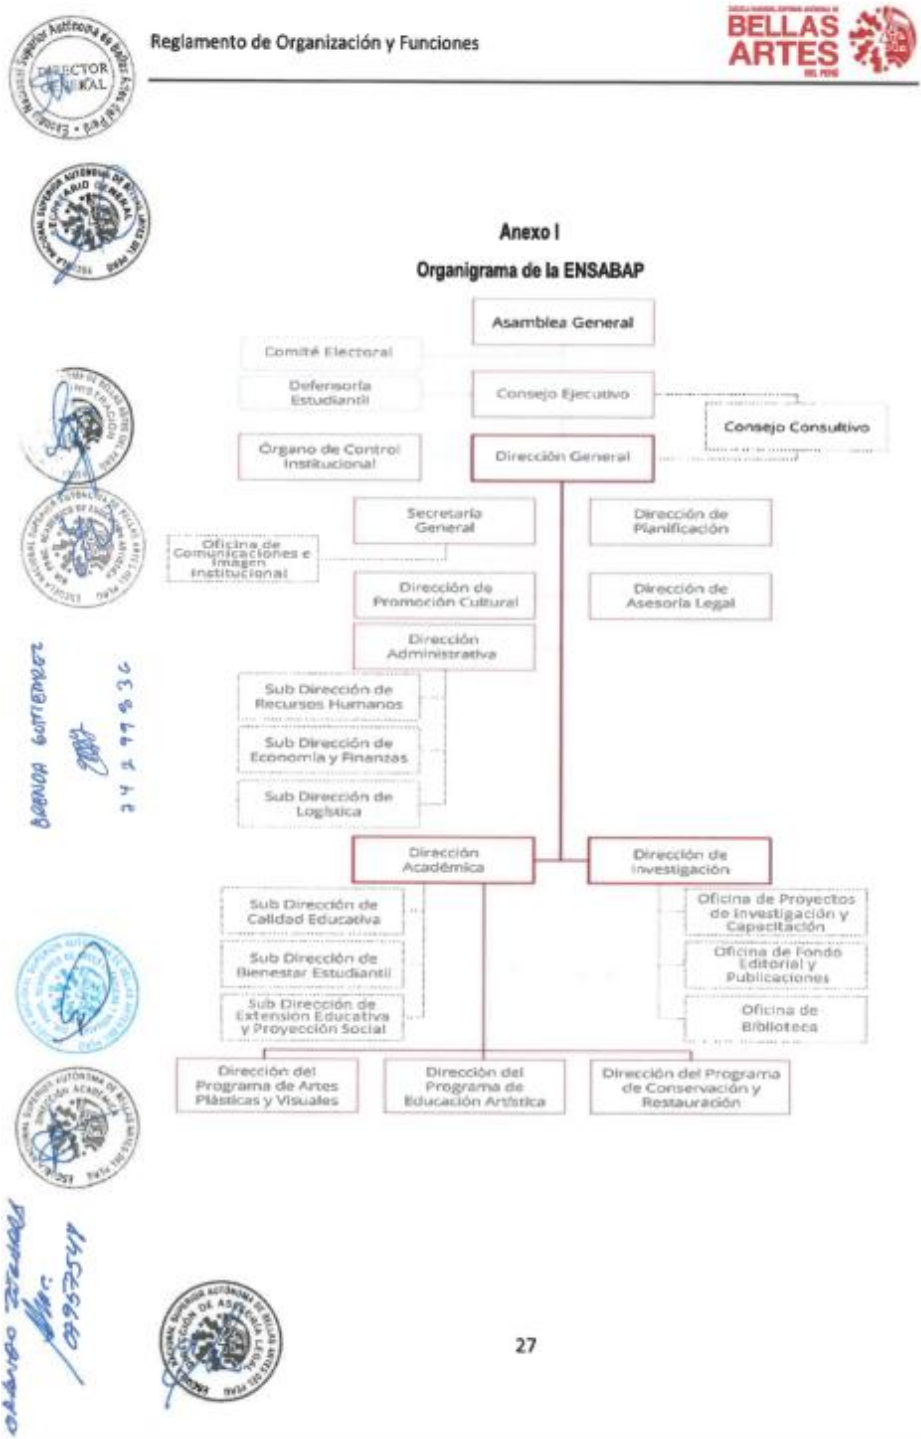 Reglamento de Organización y Funciones
BELLAS
ARTES
DEL PERÚ
DIRECTOR
GENERAL
Anexo I
Organigrama de la ENSABAP
Asamblea General
Comité Electoral
Defensoría
Estudiantil
Consejo Ejecutivo
Consejo Consultivo
Órgano de Control
Institucional
Dirección General
Secretaría
General
Dirección de
Planificación
Oficina de
Comunicaciones e
Imagen
Institucional
Dirección de
Promoción Cultural
Dirección de
Asesoría Legal
Dirección
Administrativa
Sub Dirección de
Recursos Humanos
Sub Dirección de
Economía y Finanzas
Sub Dirección de
Logística
Dirección
Académica
Dirección de
Investigación
Sub Dirección de
Calidad Educativa
Sub Dirección de
Bienestar Estudiantil
Sub Dirección de
Extensión Educativa
y Proyección Social
Oficina de Proyectos
de Investigación y
Capacitación
Oficina de Fondo
Editorial y
Publicaciones
Oficina de
Biblioteca
Dirección del
Programa de Artes
Plásticas y Visuales
Dirección del
Programa de
Educación Artística
Dirección del Programa
de Conservación y
Restauración
BRENDA GUTIERREZ
27